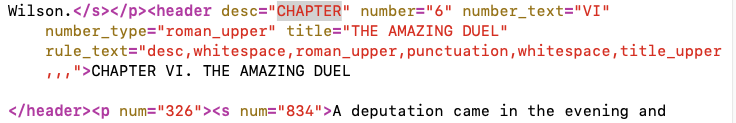 Wilson.</s></p><header desc="CHAPTER" number="6" number_text="VI"
number_type="roman_upper" title="THE AMAZING DUEL"
rule_text="desc,whitespace,roman_upper,punctuation,whitespace,title_upper
,,,">CHAPTER VI. THE AMAZING DUEL
</header><p num="326"><s num="834">A deputation came in the evening and